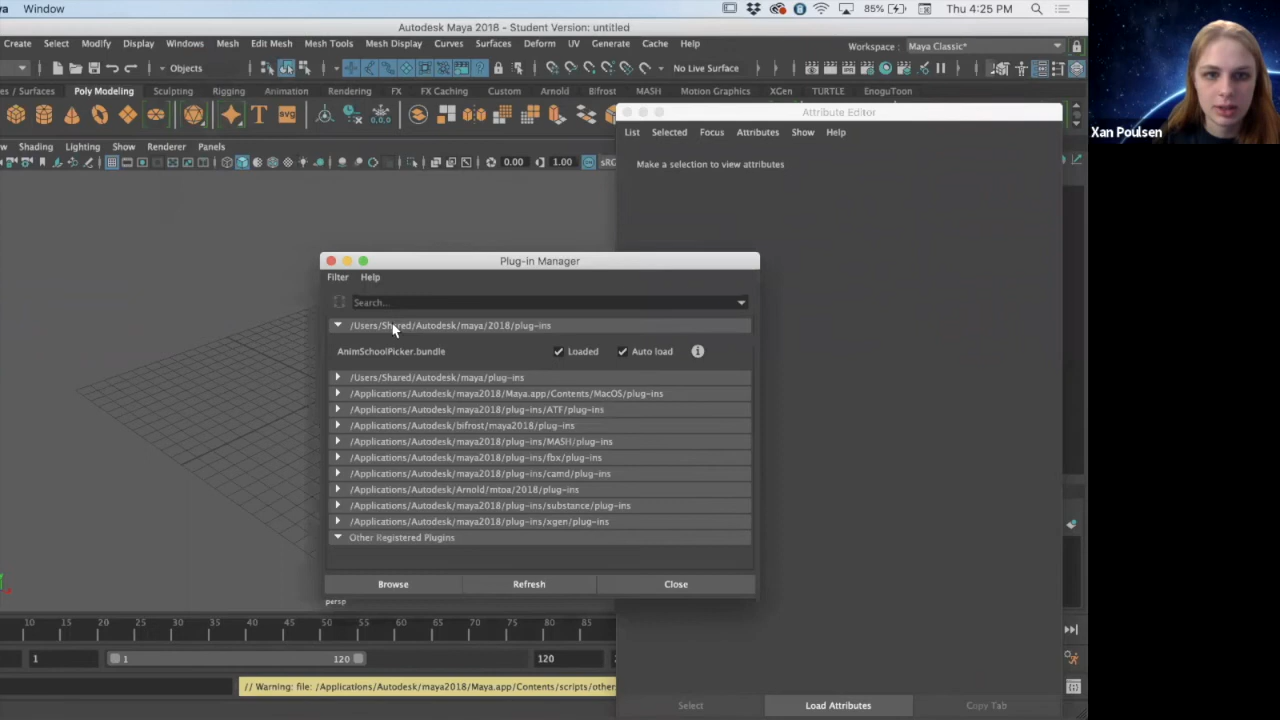 Window
85%
Thu 4:25 PM
Autodesk Maya 2018 - Student Version: untitled
Create Select Modify Display Windows Mesh Edit Mesh Mesh Tools Mesh Display Curves Surfaces Deform UV Generate Cache Help
Workspace : Maya Classic*
Objects
No Live Surface
es / Surfaces Poly Modeling Sculpting Rigging Animation Rendering FX FX Caching Custom Arnold Bifrost MASH Motion Graphics XGen TURTLE EnoguToon
Attribute Editor
List Selected Focus Attributes Show Help
Shading Lighting Show Renderer Panels
0.00 1.00
Make a selection to view attributes
Xan Poulsen
Plug-in Manager
Filter Help
Search...
/Users/Shared/Autodesk/maya/2018/plug-ins
AnimSchoolPicker.bundle Loaded Auto load
/Users/Shared/Autodesk/maya/plug-ins
/Applications/Autodesk/maya2018/Maya.app/Contents/MacOS/plug-ins
/Applications/Autodesk/maya2018/plug-ins/ATF/plug-ins
/Applications/Autodesk/bifrost/maya2018/plug-ins
/Applications/Autodesk/maya2018/plug-ins/MASH/plug-ins
/Applications/Autodesk/maya2018/plug-ins/fbx/plug-ins
/Applications/Autodesk/maya2018/plug-ins/camd/plug-ins
/Applications/Autodesk/Arnold/mtoa/2018/plug-ins
/Applications/Autodesk/maya2018/plug-ins/substance/plug-ins
/Applications/Autodesk/maya2018/plug-ins/xgen/plug-ins
Other Registered Plugins
Browse Refresh Close
persp
10 15 20 25 30 35 40 45 50 55 60 65 70 75 80 85
1 1 120 120
// Warning: file: /Applications/Autodesk/maya2018/Maya.app/Contents/scripts/other
Select Load Attributes Copy Tab